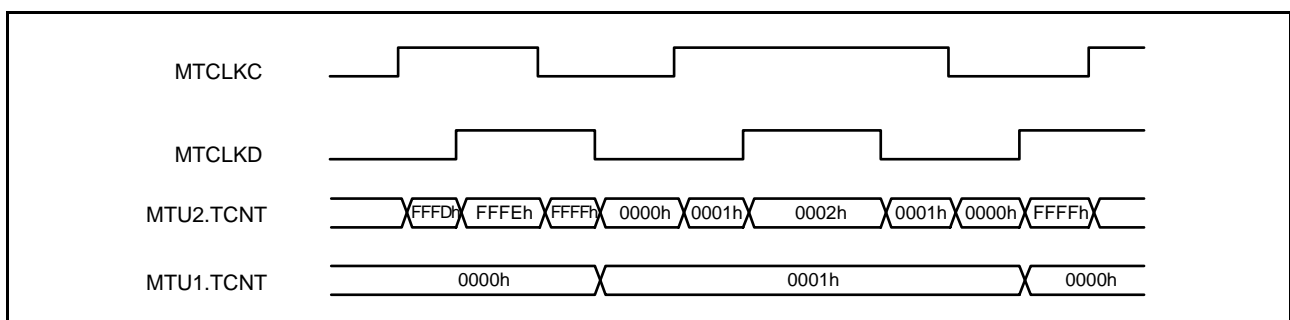 MTCLKC
MTCLKD
MTU2.TCNT FFFDh FFFEh FFFFh 0000h 0001h 0002h 0001h 0000h FFFFh
MTU1.TCNT 0000h 0001h 0000h